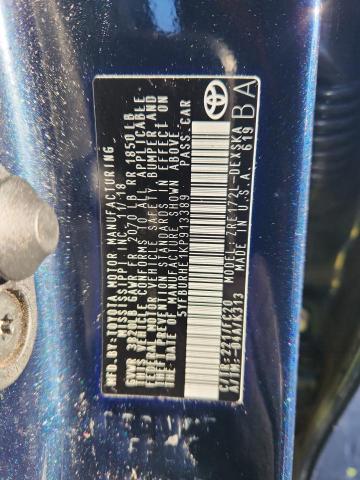 MFD.BY:TOYOTA MOTOR MANUFACTURING,
MISSISSIPPI, INC. 11/18
GVWR 3820LB GAWR FR 2070 LB RR 1850 LB
THIS VEHICLE CONFORMS TO ALL APPLICABLE
FEDERAL MOTOR VEHICLE SAFETY BUMPER,AND
THEFT PREVENTION STANDARDS IN EFFECT ON
THE DATE OF MANUFACTURE SHOWN ABOVE.
PASS.CAR
MODEL: ZRE172L-DEXSKA
MADE IN U.S.A. 619
BA
TOYOTA